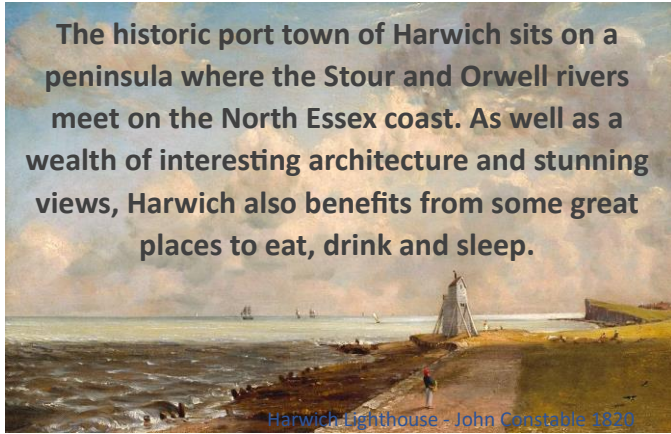 The historic port town of Harwich sits on a
peninsula where the Stour and Orwell rivers
meet on the North Essex coast. As well as a
wealth of interesting architecture and stunning
views, Harwich also benefits from some great
places to eat, drink and sleep.
Harwich Lighthouse - John Constable 1820